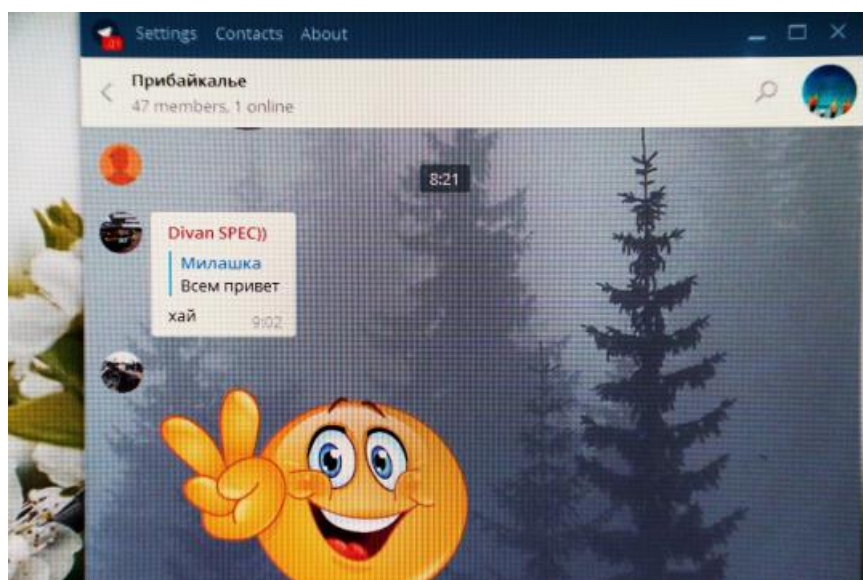 Settings Contacts About
Прибайкалье
47 members, 1 online
8:21
Divan SPEC))
Милашка
Всем привет
хай 9:02